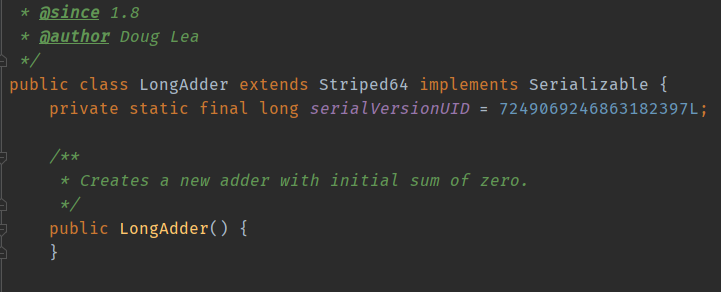 * @since 1.8
* @author Doug Lea
*/
public class LongAdder extends Striped64 implements Serializable {
private static final long serialVersionUID = 7249069246863182397L;
/**
* Creates a new adder with initial sum of zero.
*/
public LongAdder() {
}